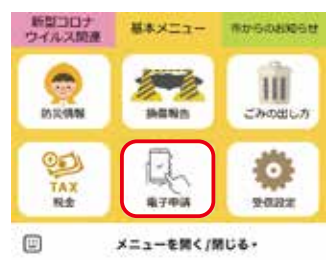 新型コロナ
ウイルス関連
基本メニュー
市からのお知らせ
防災情報
損傷報告
ごみの出し方
TAX
税金
電子申請
受信設定
メニューを開く/閉じる▾